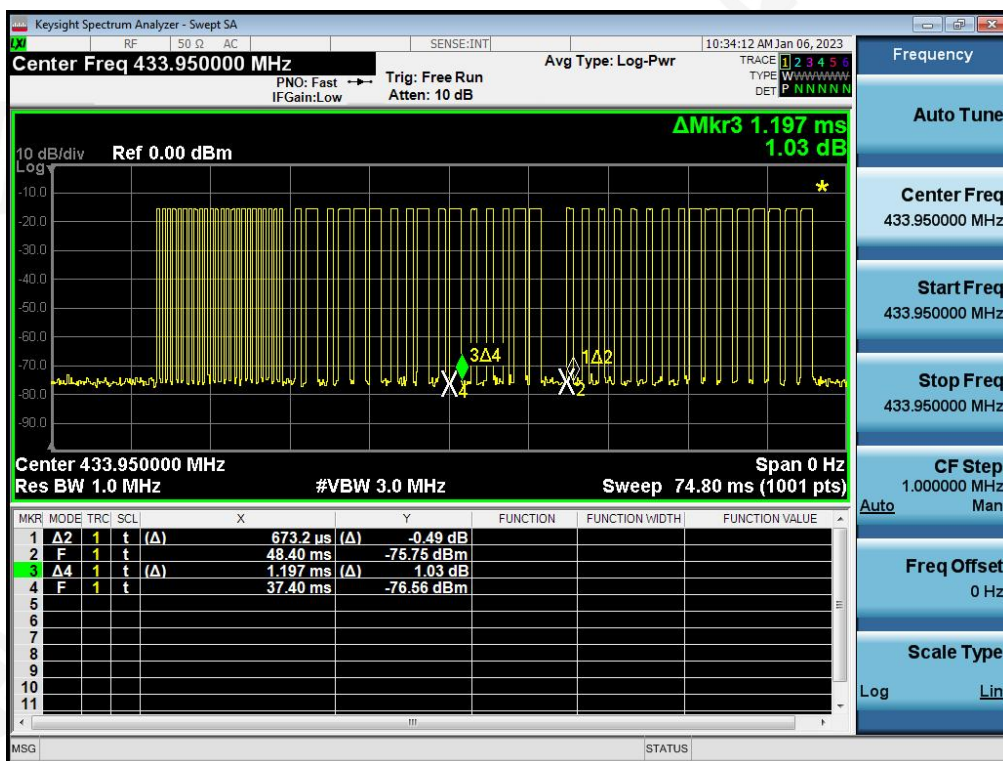 Keysight Spectrum Analyzer - Swept SA
LXI RF 50 Ω AC SENSE:INT 10:34:12 AM Jan 06, 2023
Center Freq 433.950000 MHz Avg Type: Log-Pwr TRACE 1 2 3 4 5 6
PNO: Fast Trig: Free Run TYPE WWWWWW
IFGain:Low Atten: 10 dB DET P N N N N N
Frequency
Auto Tune
Center Freq
433.950000 MHz
Start Freq
433.950000 MHz
Stop Freq
433.950000 MHz
CF Step
1.000000 MHz
Auto Man
Freq Offset
0 Hz
Scale Type
Log Lin
ΔMkr3 1.197 ms
1.03 dB
10 dB/div Ref 0.00 dBm
Log
-10.0
-20.0
-30.0
-40.0
-50.0
-60.0
-70.0
-80.0
-90.0
3Δ4
1Δ2
4
2
Center 433.950000 MHz Span 0 Hz
Res BW 1.0 MHz #VBW 3.0 MHz Sweep 74.80 ms (1001 pts)
MKR MODE TRC SCL X Y FUNCTION FUNCTION WIDTH FUNCTION VALUE
1 Δ2 1 t (Δ) 673.2 µs (Δ) -0.49 dB
2 F 1 t 48.40 ms -75.75 dBm
3 Δ4 1 t (Δ) 1.197 ms (Δ) 1.03 dB
4 F 1 t 37.40 ms -76.56 dBm
5
6
7
8
9
10
11
MSG STATUS